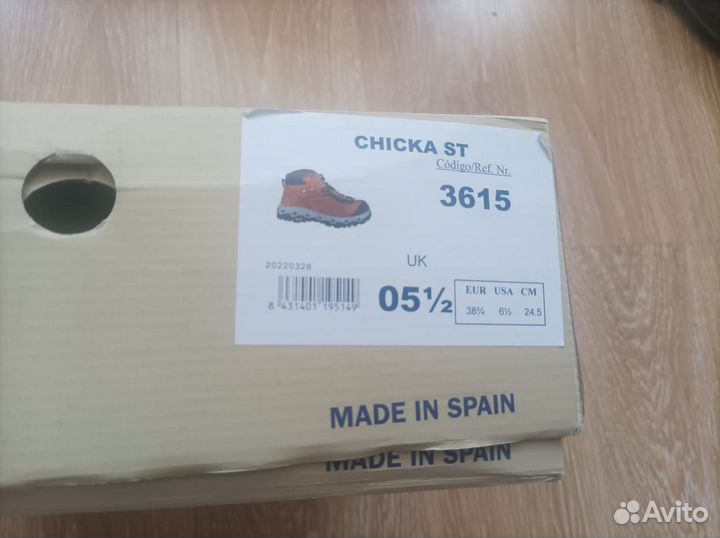 CHICKA ST
Código/Ref. Nr.
3615
20220328
UK
8 431401 195149
05½
EUR USA CM
38¾ 6½ 24.5
MADE IN SPAIN
MADE IN SPAIN
Avito